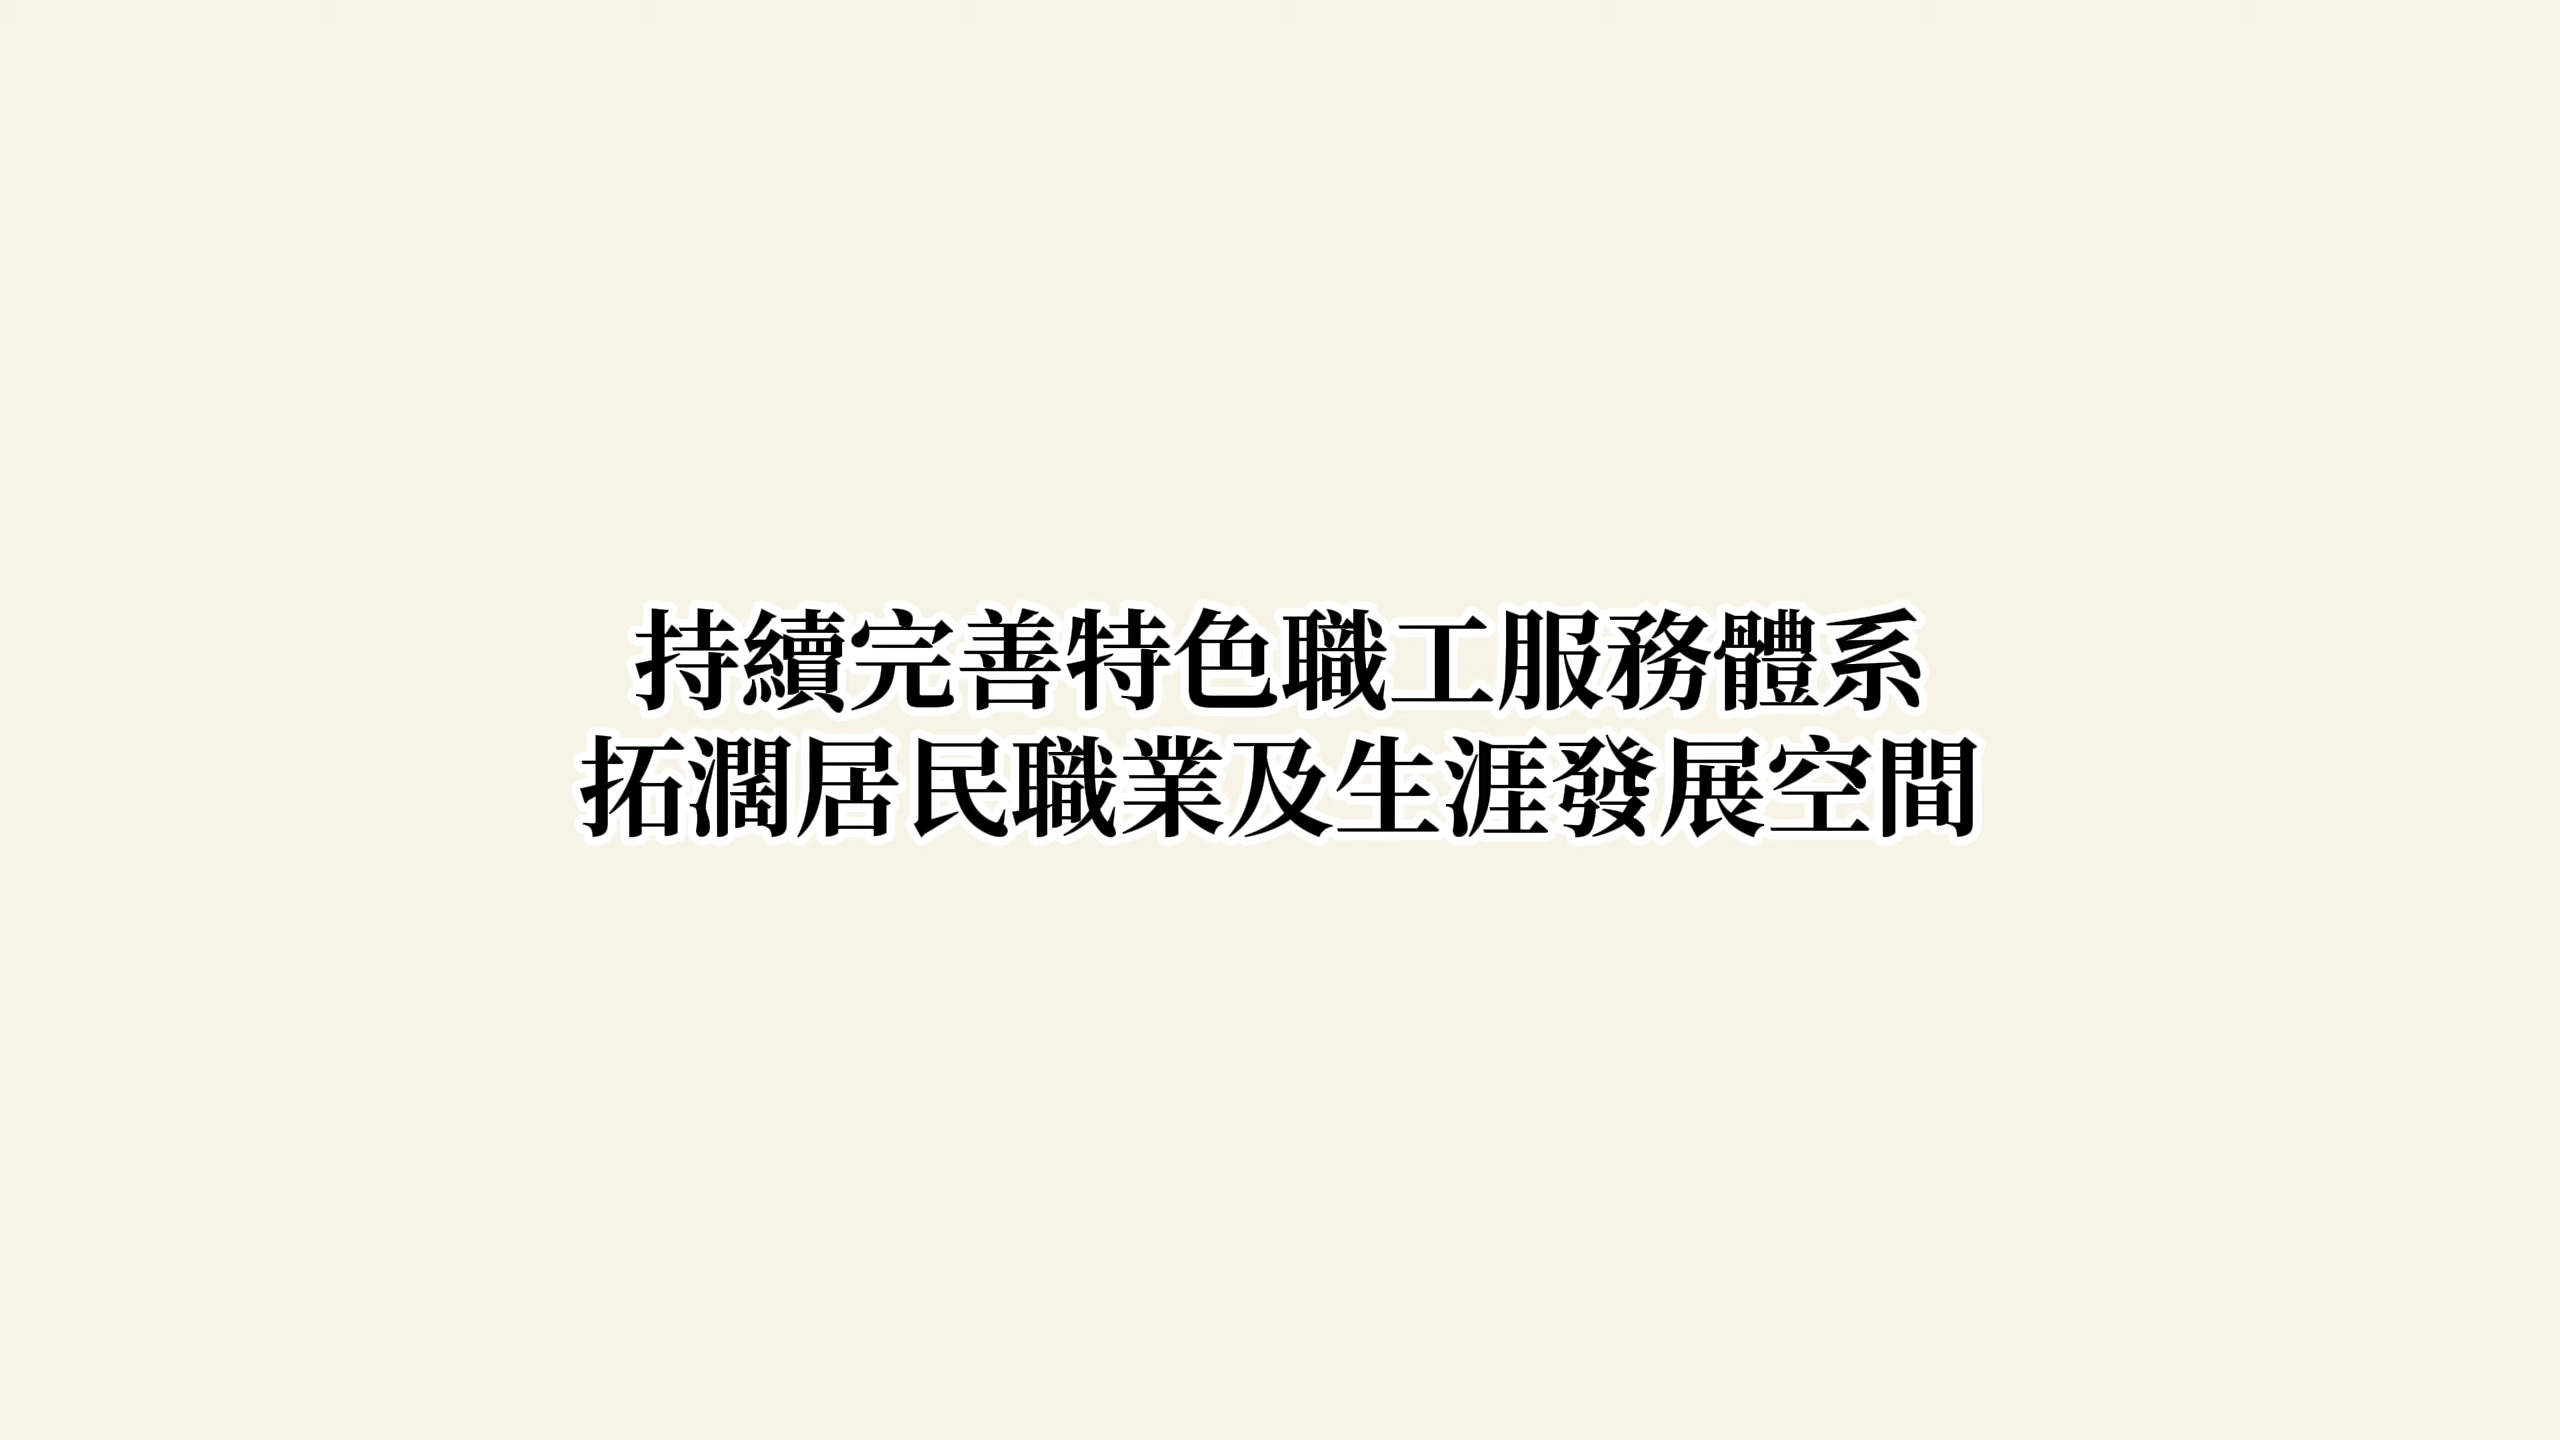 持續完善特色職工服務體系
拓濶居民職業及生涯發展空間